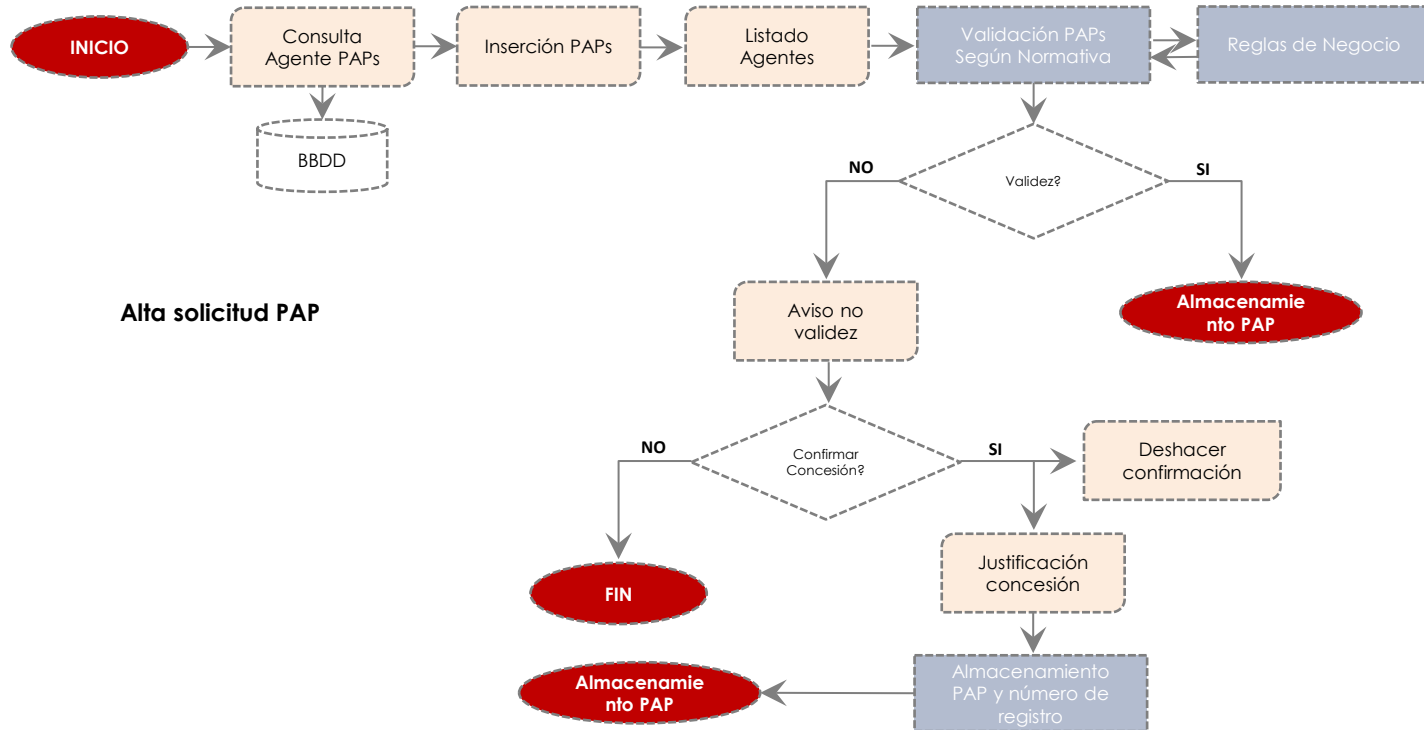 INICIO
Consulta
Agente PAPs
Inserción PAPs
Listado
Agentes
Validación PAPs
Según Normativa
Reglas de Negocio
BBDD
NO
Validez?
SI
Alta solicitud PAP
Aviso no
validez
Almacenamie
nto PAP
NO
Confirmar
Concesión?
SI
Deshacer
confirmación
Justificación
concesión
FIN
Almacenamie
nto PAP
Almacenamiento
PAP y número de
registro